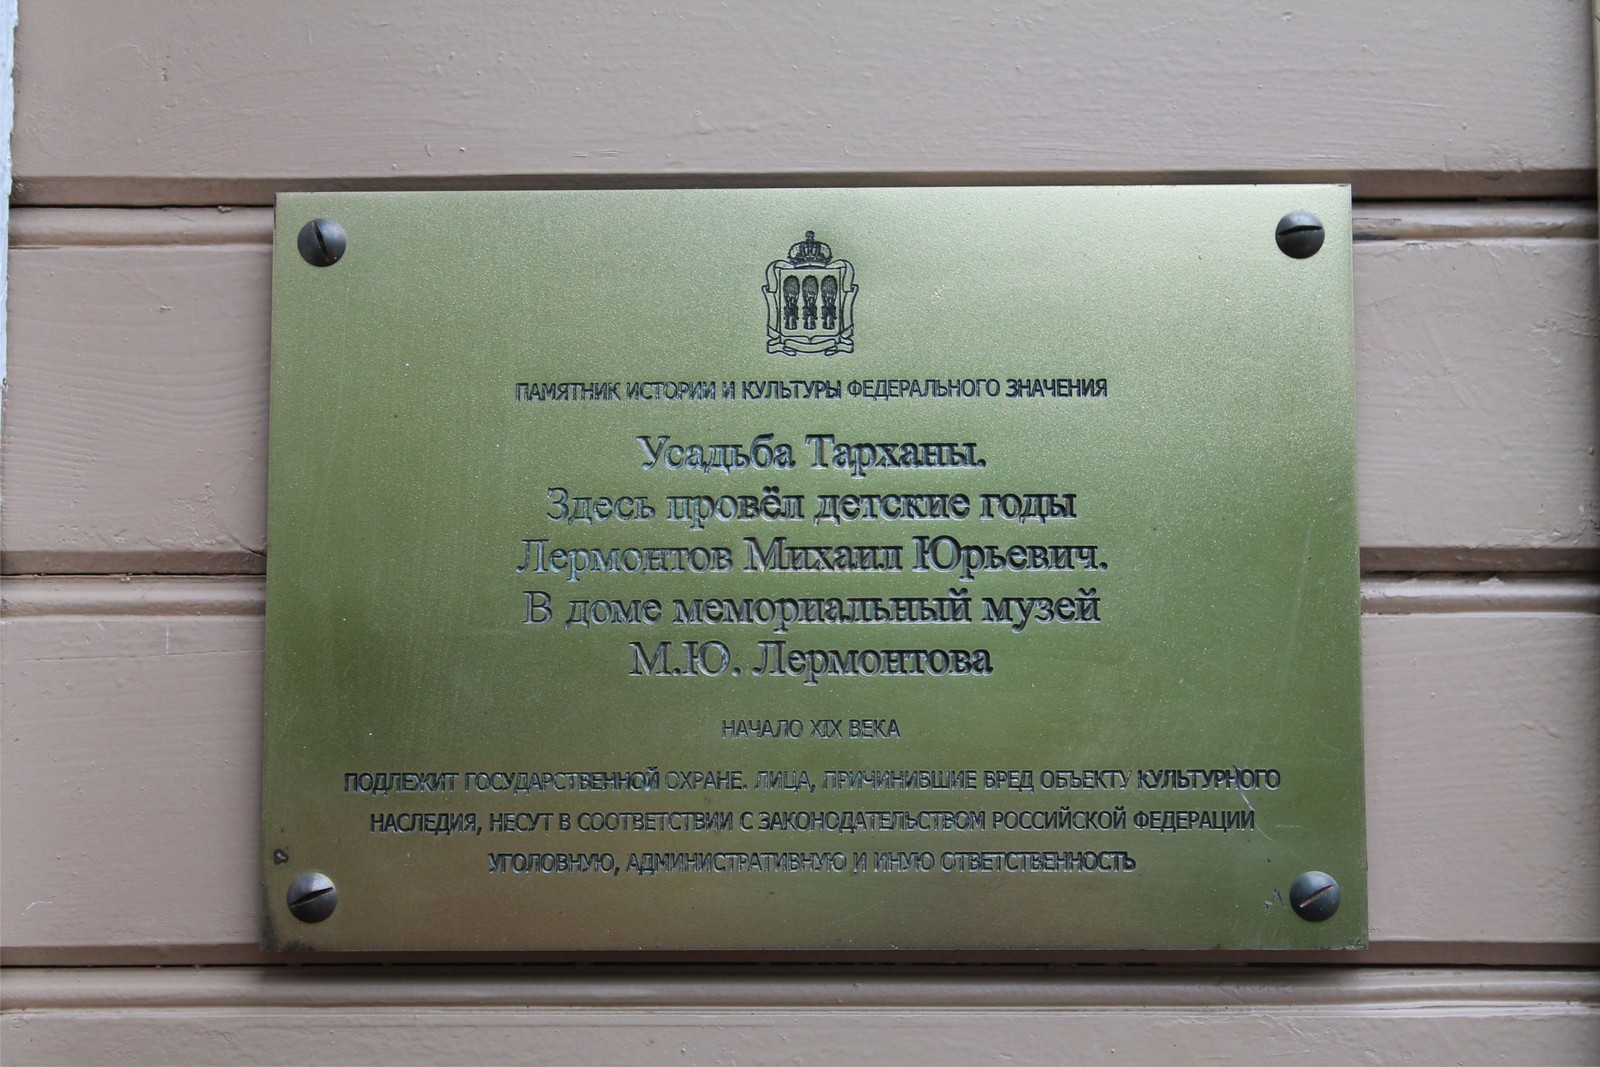 ПАМЯТНИК ИСТОРИИ И КУЛЬТУРЫ ФЕДЕРАЛЬНОГО ЗНАЧЕНИЯ
Усадьба Тарханы.
Здесь провёл детские годы
Лермонтов Михаил Юрьевич.
В доме мемориальный музей
М.Ю. Лермонтова
НАЧАЛО XIX ВЕКА
ПОДЛЕЖИТ ГОСУДАРСТВЕННОЙ ОХРАНЕ. ЛИЦА, ПРИЧИНИВШИЕ ВРЕД ОБЪЕКТУ КУЛЬТУРНОГО
НАСЛЕДИЯ, НЕСУТ В СООТВЕТСТВИИ С ЗАКОНОДАТЕЛЬСТВОМ РОССИЙСКОЙ ФЕДЕРАЦИИ
УГОЛОВНУЮ, АДМИНИСТРАТИВНУЮ И ИНУЮ ОТВЕТСТВЕННОСТЬ